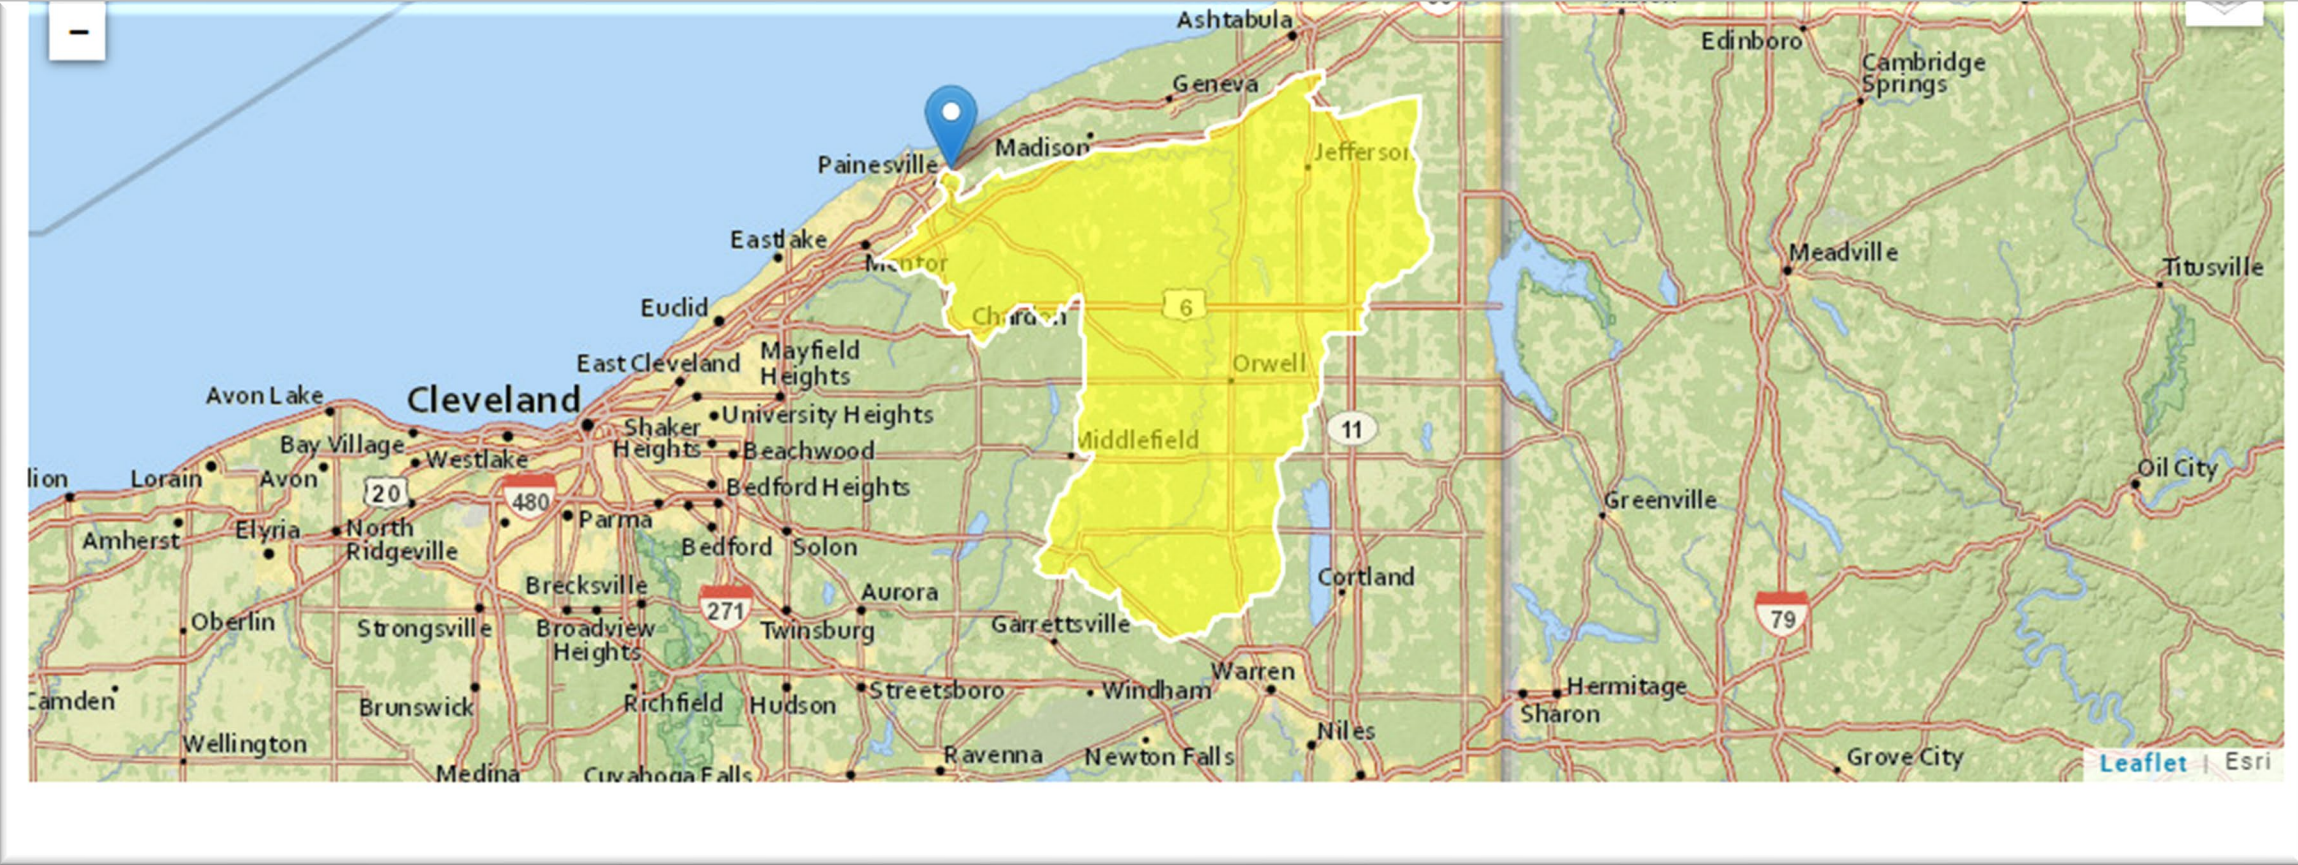 −
Ashtabula
Edinboro
Cambridge
Springs
Geneva
Madison
Painesville
Jefferson
Eastlake
Mentor
Meadville
Titusville
Euclid
Chardon
6
Mayfield
Heights
East Cleveland
Orwell
Avon Lake
Cleveland
University Heights
Shaker
Heights
11
Bay Village
Westlake
Beachwood
Middlefield
Lorain
Avon
20
480
Bedford Heights
Oil City
Greenville
Amherst
Elyria
North
Ridgeville
Parma
Bedford
Solon
Cortland
Brecksville
271
Aurora
79
Oberlin
Strongsville
Broadview
Heights
Twinsburg
Garrettsville
Warren
Camden
Brunswick
Richfield
Hudson
Streetsboro
Windham
Hermitage
Sharon
Niles
Wellington
Medina
Cuyahoga Falls
Ravenna
Newton Falls
Grove City
Leaflet | Esri